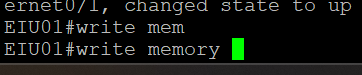 ernet0/1, changed state to up
EIU01#write mem
EIU01#write memory